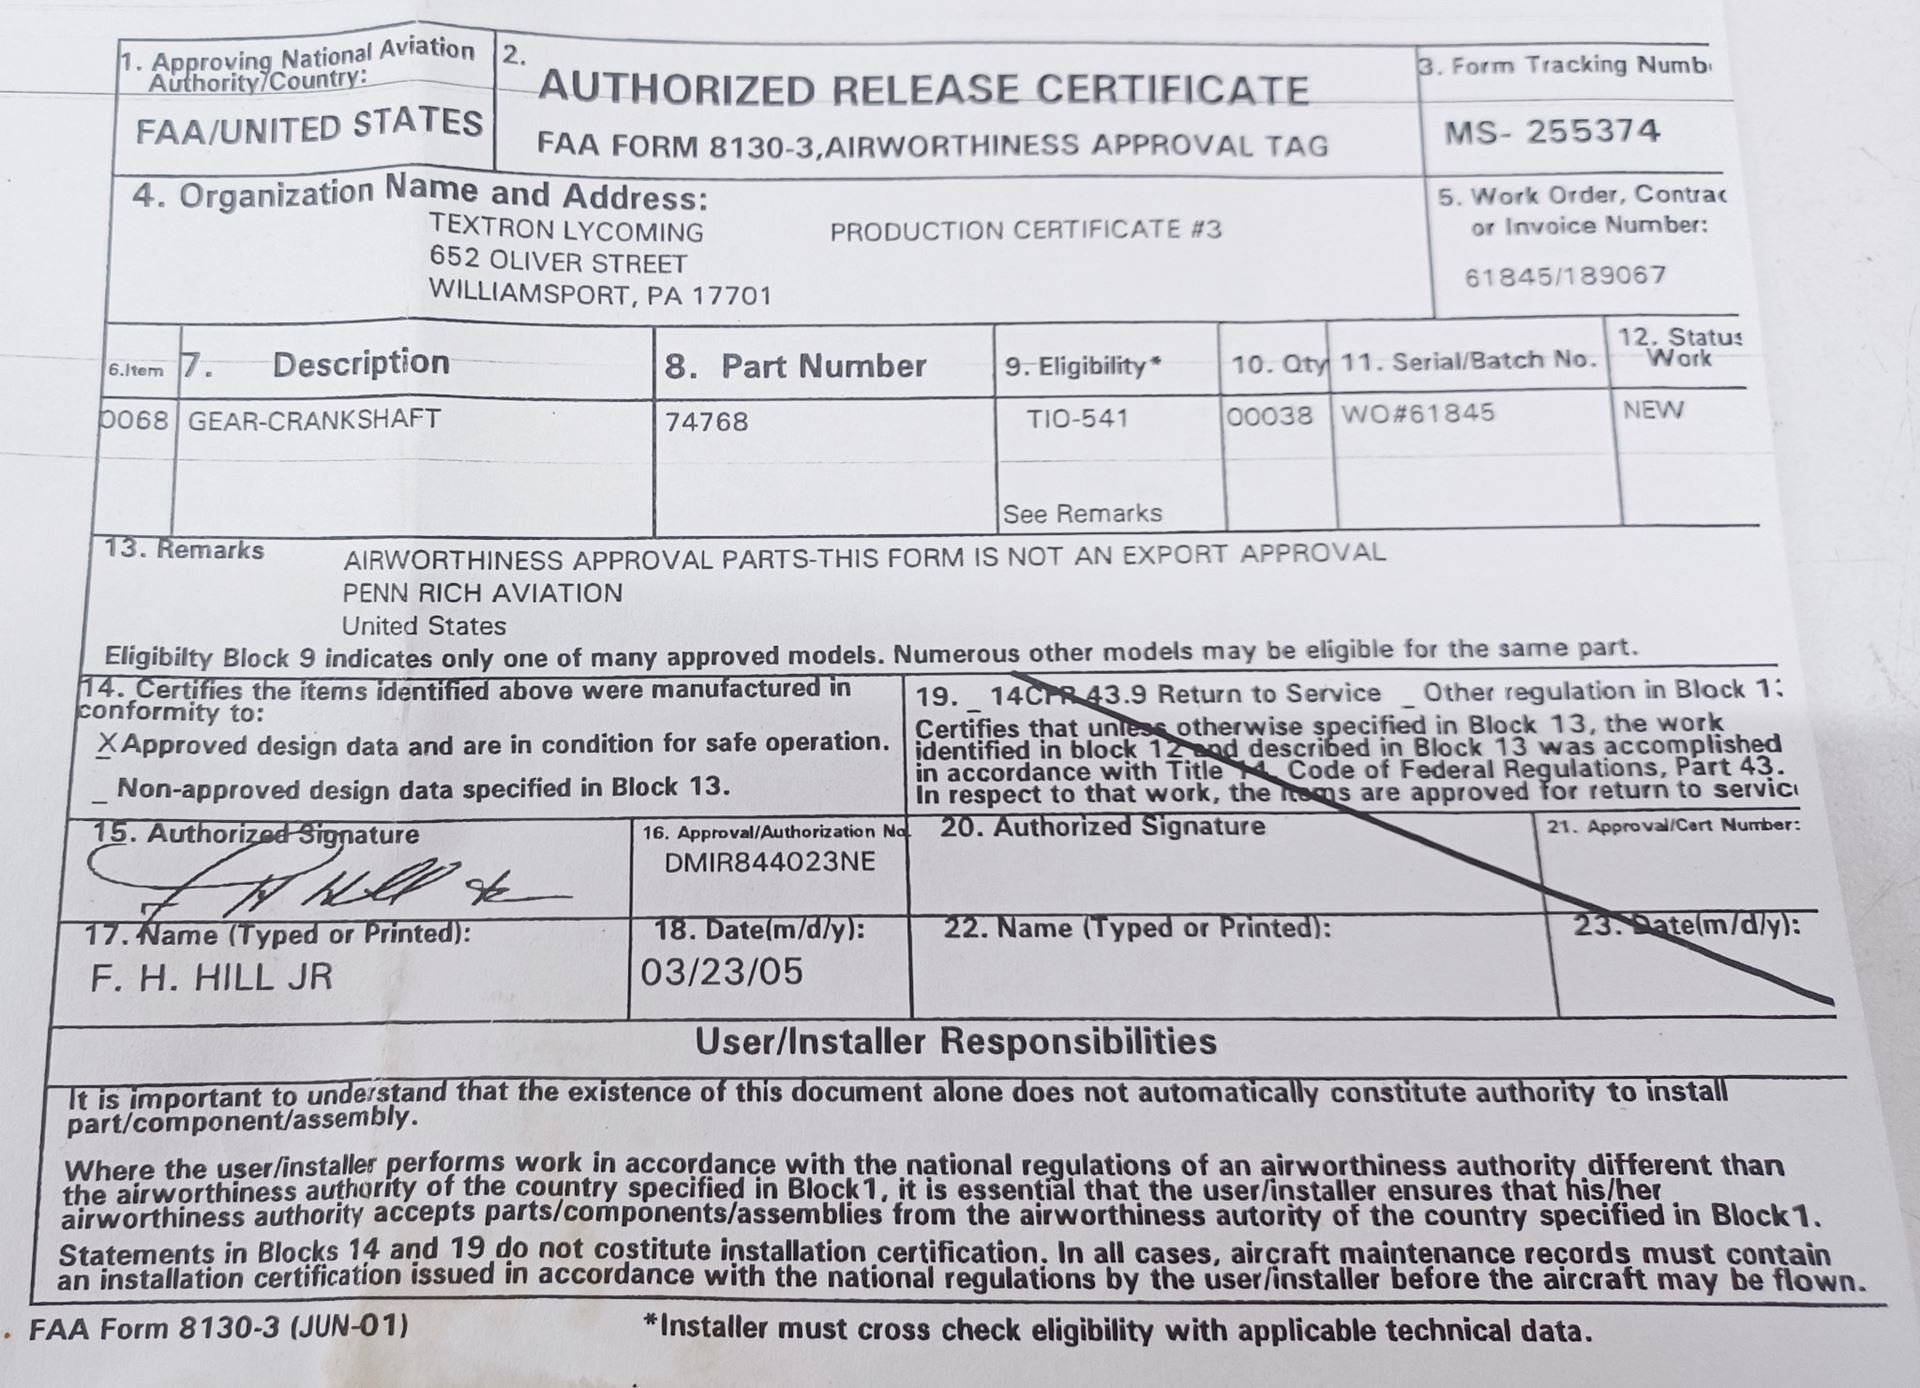 1. Approving National Aviation
Authority/Country:
FAA/UNITED STATES
2.
AUTHORIZED RELEASE CERTIFICATE
FAA FORM 8130-3,AIRWORTHINESS APPROVAL TAG
3. Form Tracking Numb
MS- 255374
4. Organization Name and Address:
TEXTRON LYCOMING PRODUCTION CERTIFICATE #3
652 OLIVER STREET
WILLIAMSPORT, PA 17701
5. Work Order, Contrac
or Invoice Number:
61845/189067
6.Item 7. Description 8. Part Number 9. Eligibility* 10. Qty 11. Serial/Batch No. 12. Status
Work
0068 GEAR-CRANKSHAFT 74768 TIO-541 00038 WO#61845 NEW
See Remarks
13. Remarks
AIRWORTHINESS APPROVAL PARTS-THIS FORM IS NOT AN EXPORT APPROVAL
PENN RICH AVIATION
United States
Eligibilty Block 9 indicates only one of many approved models. Numerous other models may be eligible for the same part.
14. Certifies the items identified above were manufactured in
conformity to:
X Approved design data and are in condition for safe operation.
_ Non-approved design data specified in Block 13.
19. _ 14CFR 43.9 Return to Service _ Other regulation in Block 1
Certifies that unless otherwise specified in Block 13, the work
identified in block 12 and described in Block 13 was accomplished
in accordance with Title 14, Code of Federal Regulations, Part 43.
In respect to that work, the items are approved for return to servic
15. Authorized Signature
16. Approval/Authorization No.
DMIR844023NE
20. Authorized Signature
21. Approval/Cert Number:
17. Name (Typed or Printed):
F. H. HILL JR
18. Date(m/d/y):
03/23/05
22. Name (Typed or Printed):
23. Date(m/d/y):
User/Installer Responsibilities
It is important to understand that the existence of this document alone does not automatically constitute authority to install
part/component/assembly.
Where the user/installer performs work in accordance with the national regulations of an airworthiness authority different than
the airworthiness authority of the country specified in Block1, it is essential that the user/installer ensures that his/her
airworthiness authority accepts parts/components/assemblies from the airworthiness autority of the country specified in Block1.
Statements in Blocks 14 and 19 do not costitute installation certification. In all cases, aircraft maintenance records must contain
an installation certification issued in accordance with the national regulations by the user/installer before the aircraft may be flown.
FAA Form 8130-3 (JUN-01)
*Installer must cross check eligibility with applicable technical data.